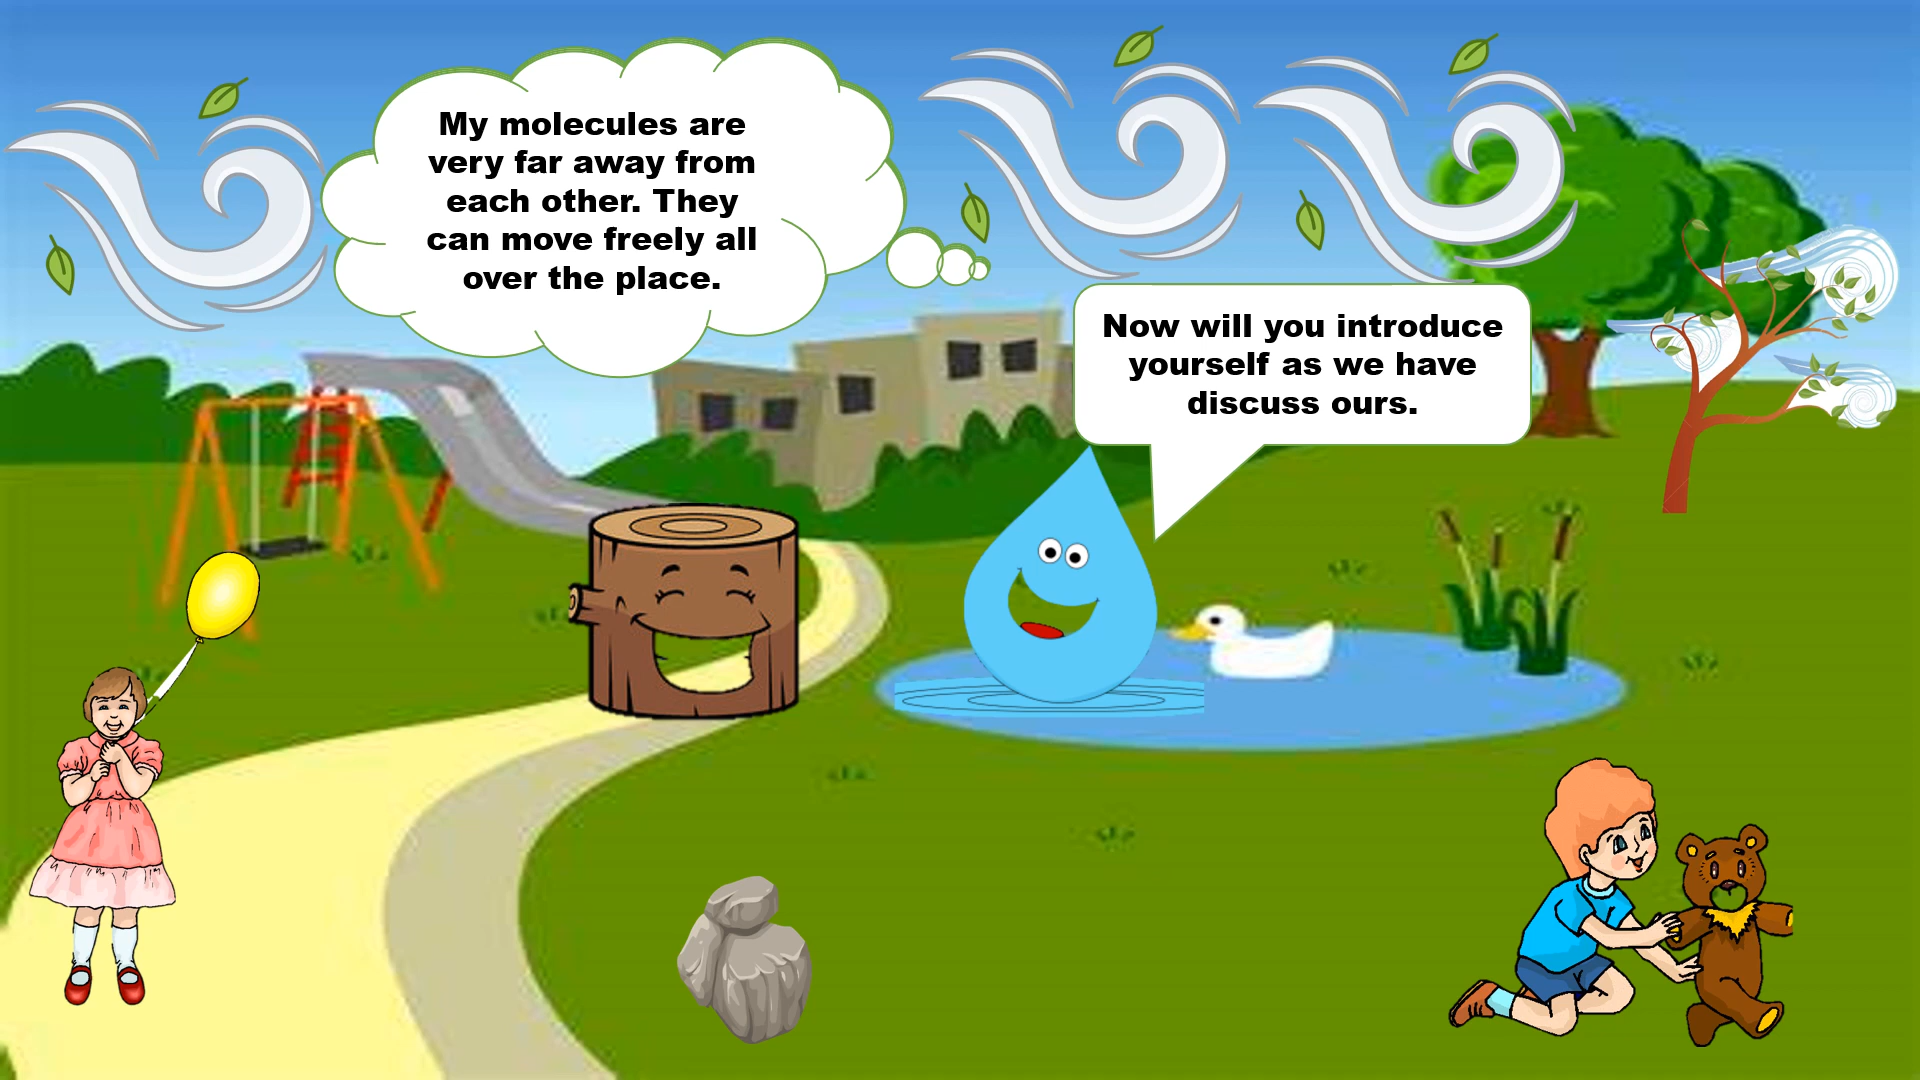 My molecules are
very far away from
each other. They
can move freely all
over the place.
Now will you introduce
yourself as we have
discuss ours.